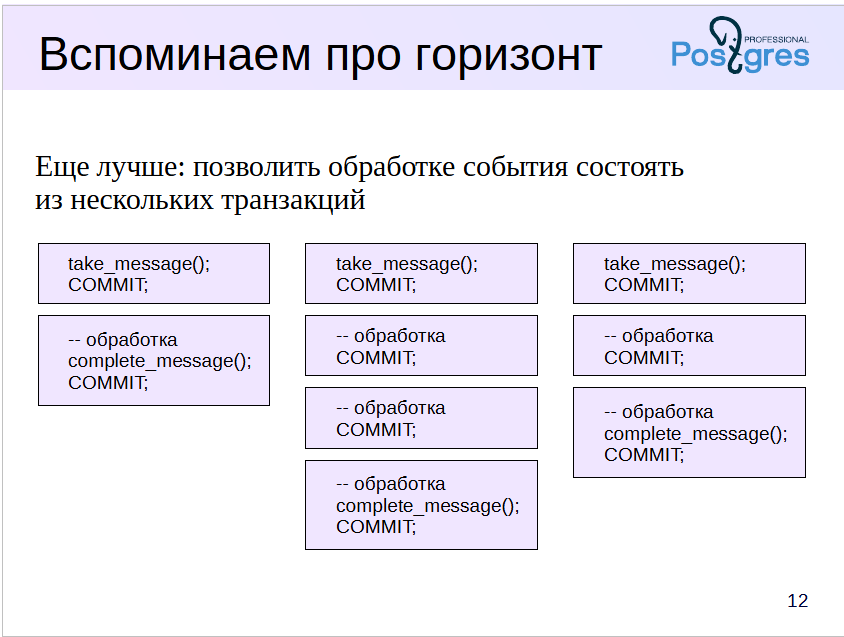 Вспоминаем про горизонт
PROFESSIONAL
Postgres
Еще лучше: позволить обработке события состоять
из нескольких транзакций
take_message();
COMMIT;
-- обработка
complete_message();
COMMIT;
take_message();
COMMIT;
-- обработка
COMMIT;
-- обработка
COMMIT;
-- обработка
complete_message();
COMMIT;
take_message();
COMMIT;
-- обработка
COMMIT;
-- обработка
complete_message();
COMMIT;
12